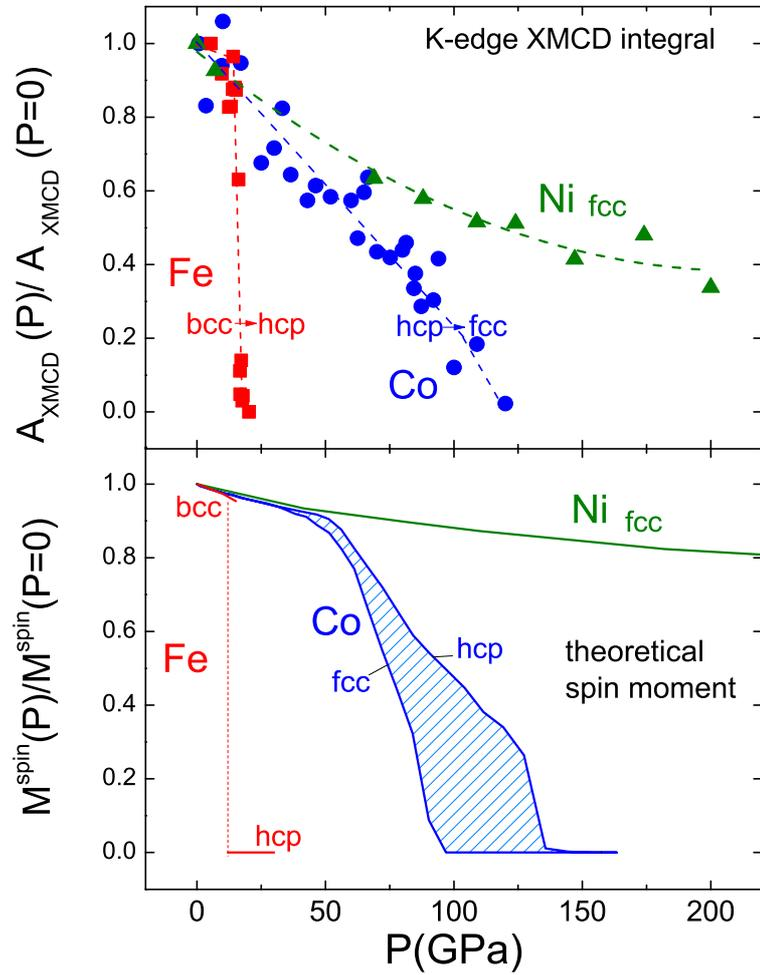 K-edge XMCD integral
A XMCD (P)/ A XMCD (P=0)
1.0
0.8
0.6
0.4
0.2
0.0
Ni fcc
Fe
bcc hcp
hcp fcc
Co
M spin (P)/M spin (P=0)
1.0
0.8
0.6
0.4
0.2
0.0
bcc
Ni fcc
Co
hcp
Fe
fcc
theoretical
spin moment
hcp
0 50 100 150 200
P(GPa)